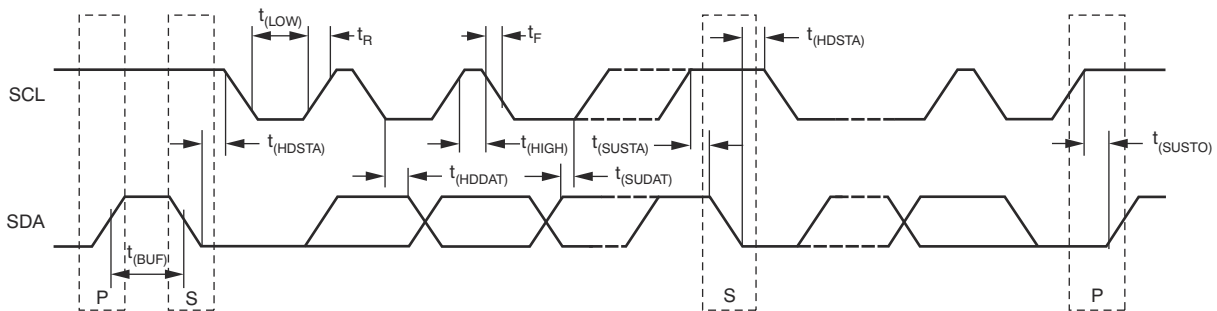 t(LOW)
tR
tF
t(HDSTA)
SCL
t(HDSTA)
t(HIGH)
t(SUSTA)
t(SUSTO)
t(HDDAT)
t(SUDAT)
SDA
t(BUF)
P
S
S
P